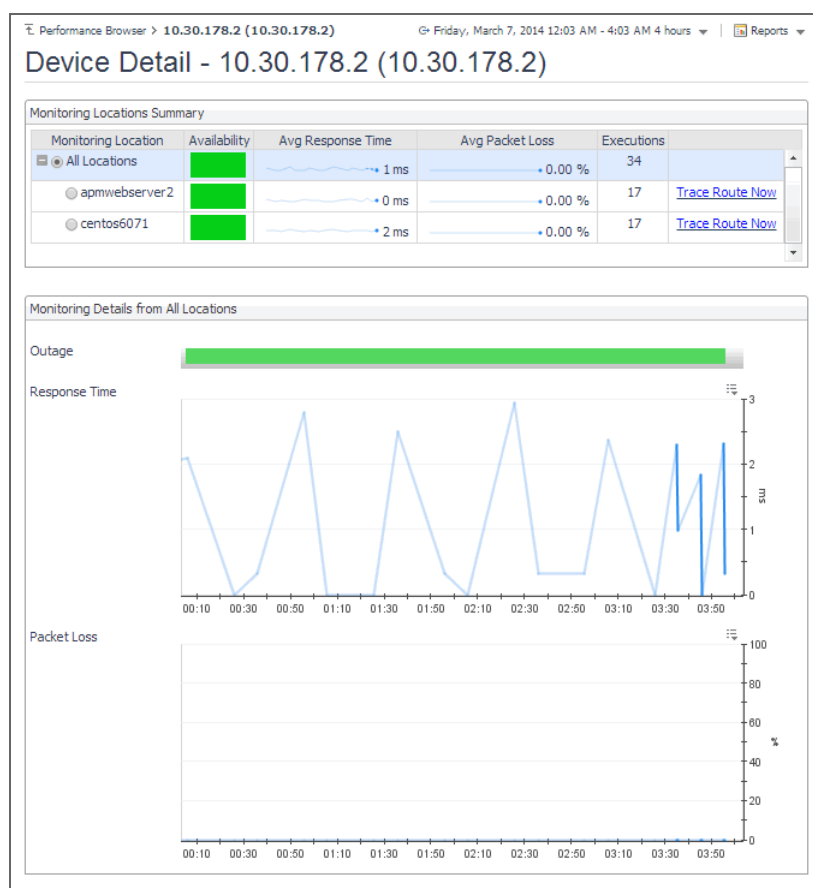 Performance Browser > 10.30.178.2 (10.30.178.2) Friday, March 7, 2014 12:03 AM - 4:03 AM 4 hours Reports
Device Detail - 10.30.178.2 (10.30.178.2)
Monitoring Locations Summary
Monitoring Location Availability Avg Response Time Avg Packet Loss Executions
All Locations 1 ms 0.00 % 34
apmwebserver2 0 ms 0.00 % 17 Trace Route Now
centos6071 2 ms 0.00 % 17 Trace Route Now
Monitoring Details from All Locations
Outage
Response Time
3
2
ms
1
0
00:10 00:30 00:50 01:10 01:30 01:50 02:10 02:30 02:50 03:10 03:30 03:50
Packet Loss
100
80
60
%
40
20
0
00:10 00:30 00:50 01:10 01:30 01:50 02:10 02:30 02:50 03:10 03:30 03:50